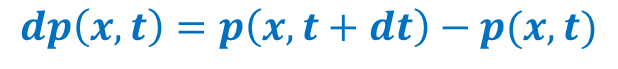 dp(x, t) = p(x, t + dt) − p(x, t)